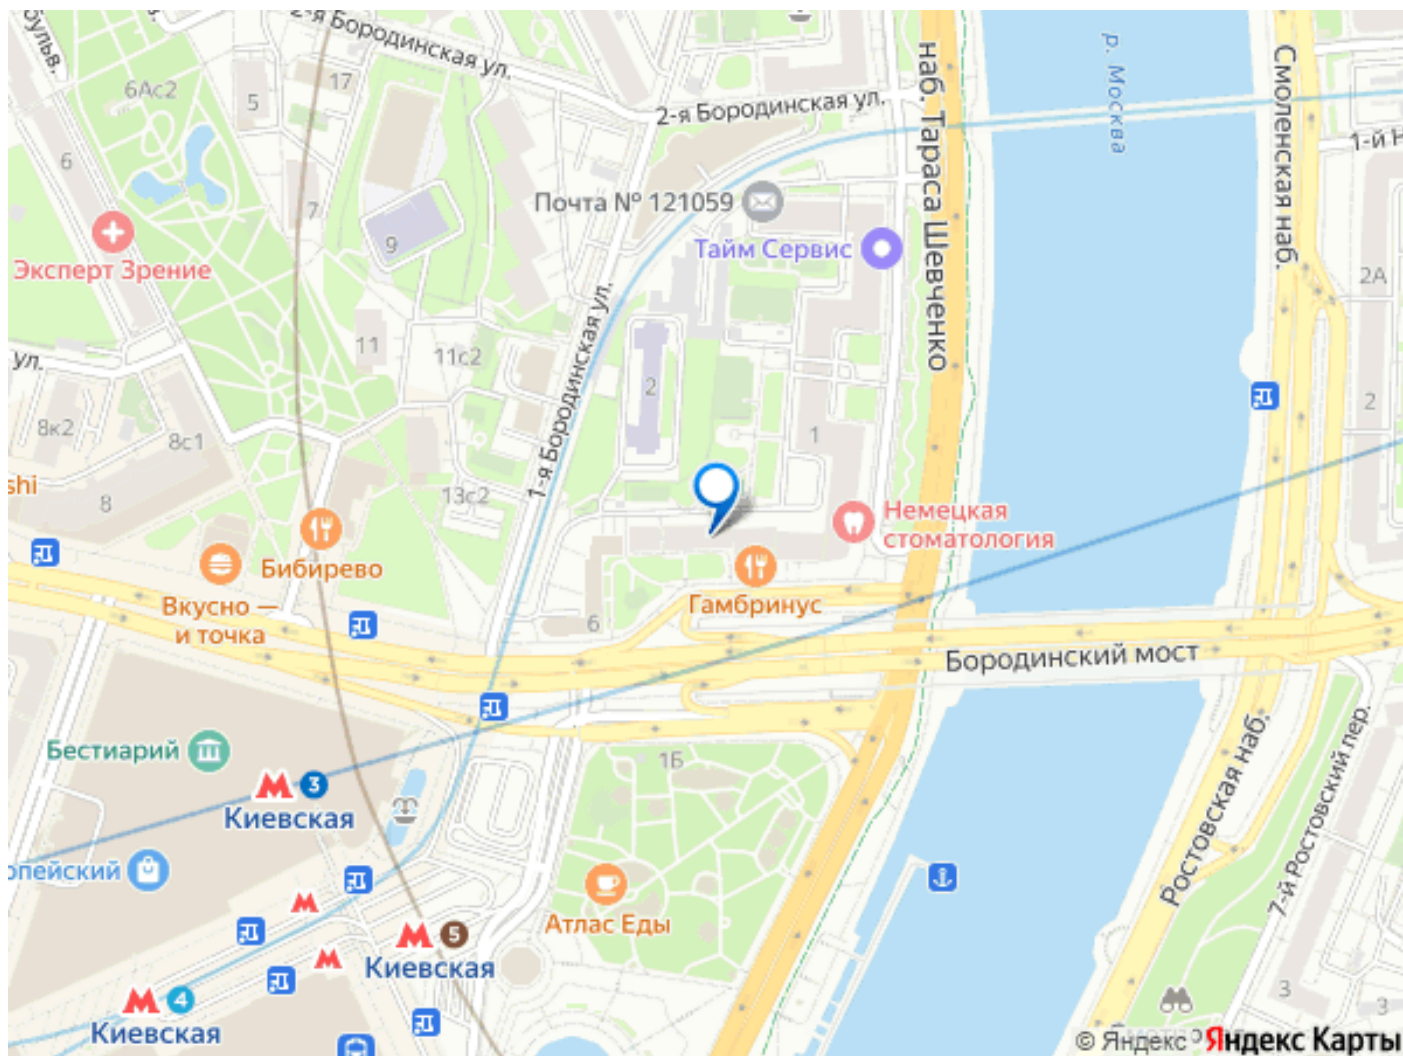 2-я Бородинская ул.
6Ас2
17
5
2-я Бородинская ул.
наб. Тараса Шевченко
р. Москва
Смоленская наб.
6
7
Почта № 121059
Тайм Сервис
9
Эксперт Зрение
2А
ул.
11
11с2
1-я Бородинская ул.
2
1
2
8к2
8с1
8
13с2
Немецкая
стоматология
Бибирево
Вкусно —
и точка
Гамбринус
6
Бородинский мост
Бестиарий
3
Киевская
1Б
Ростовская наб.
7-й Ростовский пер.
Атлас Еды
5
Киевская
4
Киевская
3
3
© Яндекс Яндекс Карты